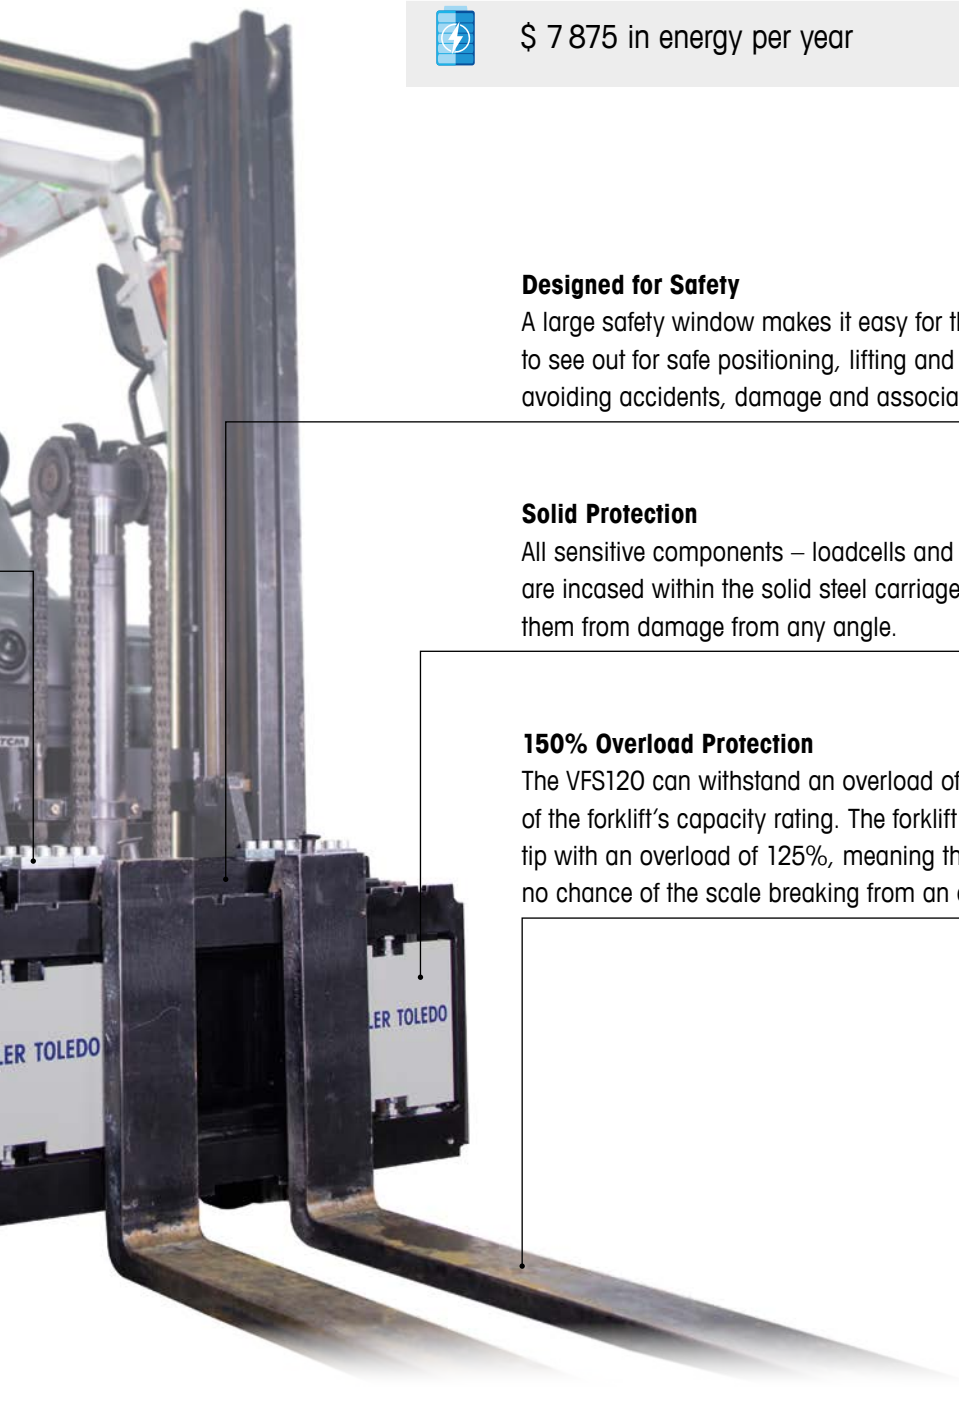 $ 7 875 in energy per year
Designed for Safety
A large safety window makes it easy for
to see out for safe positioning, lifting and
avoiding accidents, damage and
Solid Protection
All sensitive components – loadcells and
are incased within the solid steel carriage
them from damage from any angle.
150% Overload Protection
The VFS120 can withstand an overload of
of the forklift's capacity rating. The forklift
tip with an overload of 125%, meaning
no chance of the scale breaking from an
TCM
LER TOLEDO
LER TOLEDO